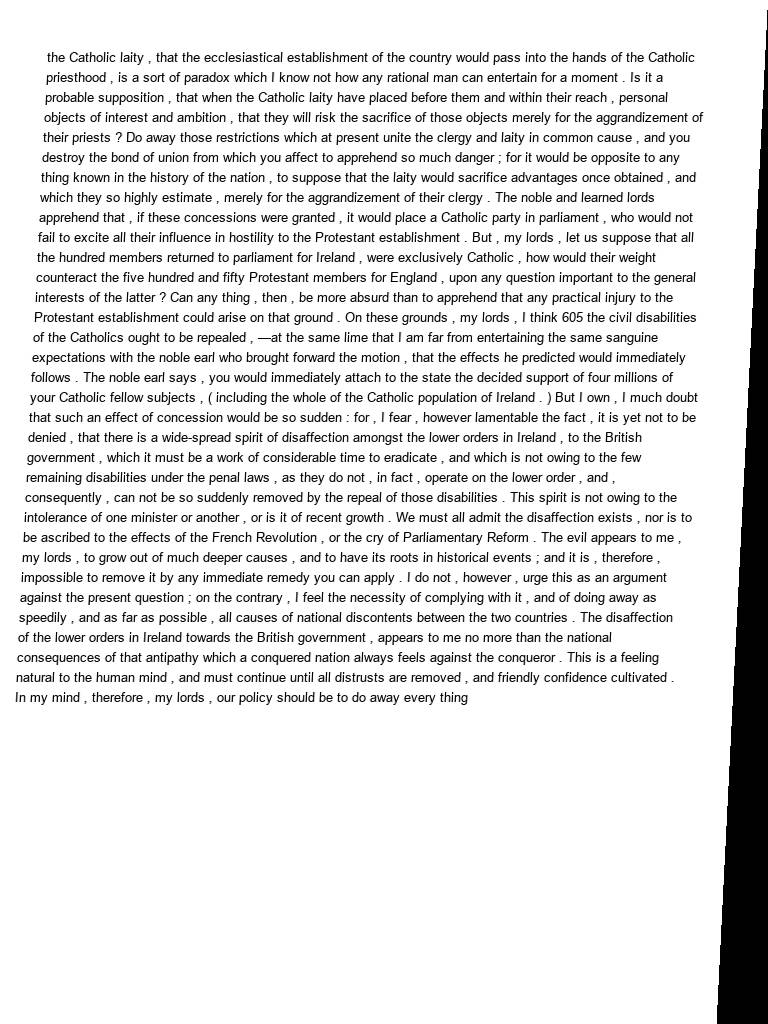 the Catholic laity , that the ecclesiastical establishment of the country would pass into the hands of the Catholic
priesthood , is a sort of paradox which I know not how any rational man can entertain for a moment . Is it a
probable supposition , that when the Catholic laity have placed before them and within their reach , personal
objects of interest and ambition , that they will risk the sacrifice of those objects merely for the aggrandizement of
their priests ? Do away those restrictions which at present unite the clergy and laity in common cause , and you
destroy the bond of union from which you affect to apprehend so much danger ; for it would be opposite to any
thing known in the history of the nation , to suppose that the laity would sacrifice advantages once obtained , and
which they so highly estimate , merely for the aggrandizement of their clergy . The noble and learned lords
apprehend that , if these concessions were granted , it would place a Catholic party in parliament , who would not
fail to excite all their influence in hostility to the Protestant establishment . But , my lords , let us suppose that all
the hundred members returned to parliament for Ireland , were exclusively Catholic , how would their weight
counteract the five hundred and fifty Protestant members for England , upon any question important to the general
interests of the latter ? Can any thing , then , be more absurd than to apprehend that any practical injury to the
Protestant establishment could arise on that ground . On these grounds , my lords , I think 605 the civil disabilities
of the Catholics ought to be repealed , —at the same lime that I am far from entertaining the same sanguine
expectations with the noble earl who brought forward the motion , that the effects he predicted would immediately
follows . The noble earl says , you would immediately attach to the state the decided support of four millions of
your Catholic fellow subjects , ( including the whole of the Catholic population of Ireland . ) But I own , I much doubt
that such an effect of concession would be so sudden : for , I fear , however lamentable the fact , it is yet not to be
denied , that there is a wide-spread spirit of disaffection amongst the lower orders in Ireland , to the British
government , which it must be a work of considerable time to eradicate , and which is not owing to the few
remaining disabilities under the penal laws , as they do not , in fact , operate on the lower order , and ,
consequently , can not be so suddenly removed by the repeal of those disabilities . This spirit is not owing to the
intolerance of one minister or another , or is it of recent growth . We must all admit the disaffection exists , nor is to
be ascribed to the effects of the French Revolution , or the cry of Parliamentary Reform . The evil appears to me ,
my lords , to grow out of much deeper causes , and to have its roots in historical events ; and it is , therefore ,
impossible to remove it by any immediate remedy you can apply . I do not , however , urge this as an argument
against the present question ; on the contrary , I feel the necessity of complying with it , and of doing away as
speedily , and as far as possible , all causes of national discontents between the two countries . The disaffection
of the lower orders in Ireland towards the British government , appears to me no more than the national
consequences of that antipathy which a conquered nation always feels against the conqueror . This is a feeling
natural to the human mind , and must continue until all distrusts are removed , and friendly confidence cultivated .
In my mind , therefore , my lords , our policy should be to do away every thing